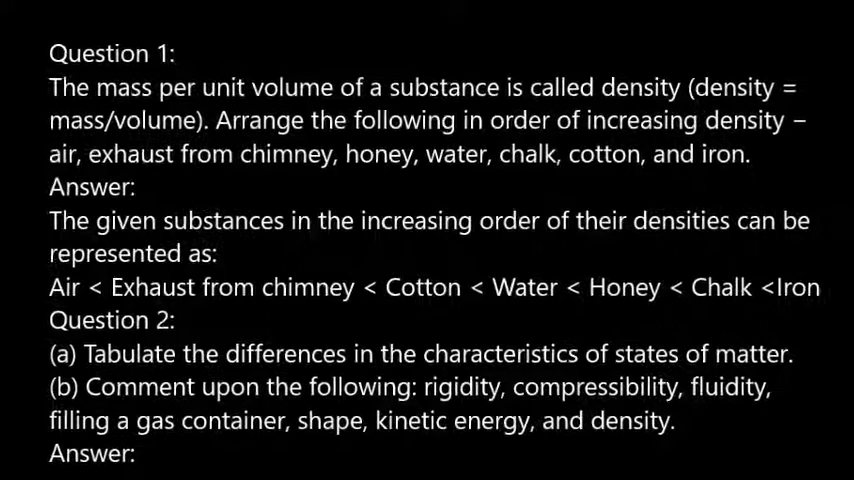 Question 1:
The mass per unit volume of a substance is called density (density =
mass/volume). Arrange the following in order of increasing density –
air, exhaust from chimney, honey, water, chalk, cotton, and iron.
Answer:
The given substances in the increasing order of their densities can be
represented as:
Air < Exhaust from chimney < Cotton < Water < Honey < Chalk <Iron
Question 2:
(a) Tabulate the differences in the characteristics of states of matter.
(b) Comment upon the following: rigidity, compressibility, fluidity,
filling a gas container, shape, kinetic energy, and density.
Answer: